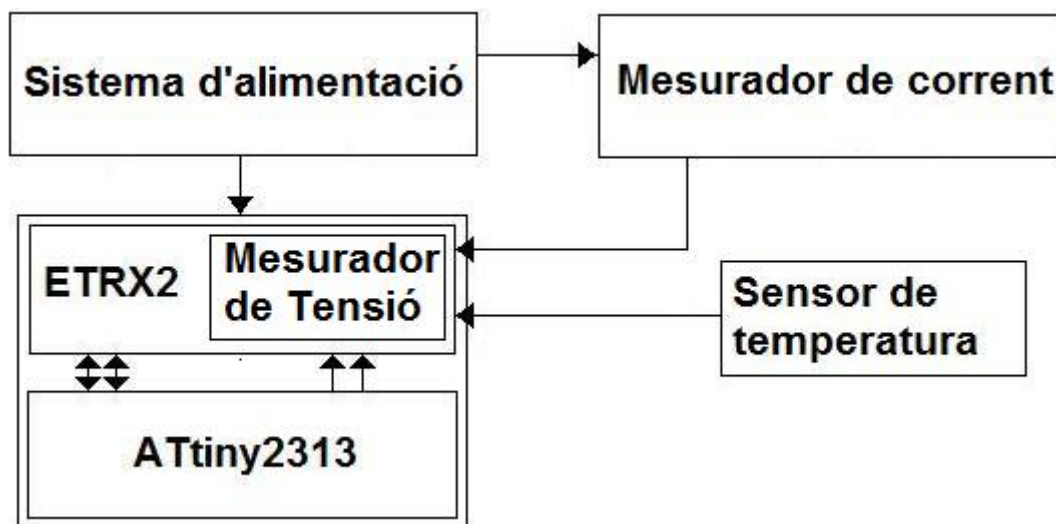 Sistema d'alimentació
Mesurador de corrent
ETRX2
Mesurador
de Tensió
Sensor de
temperatura
ATtiny2313